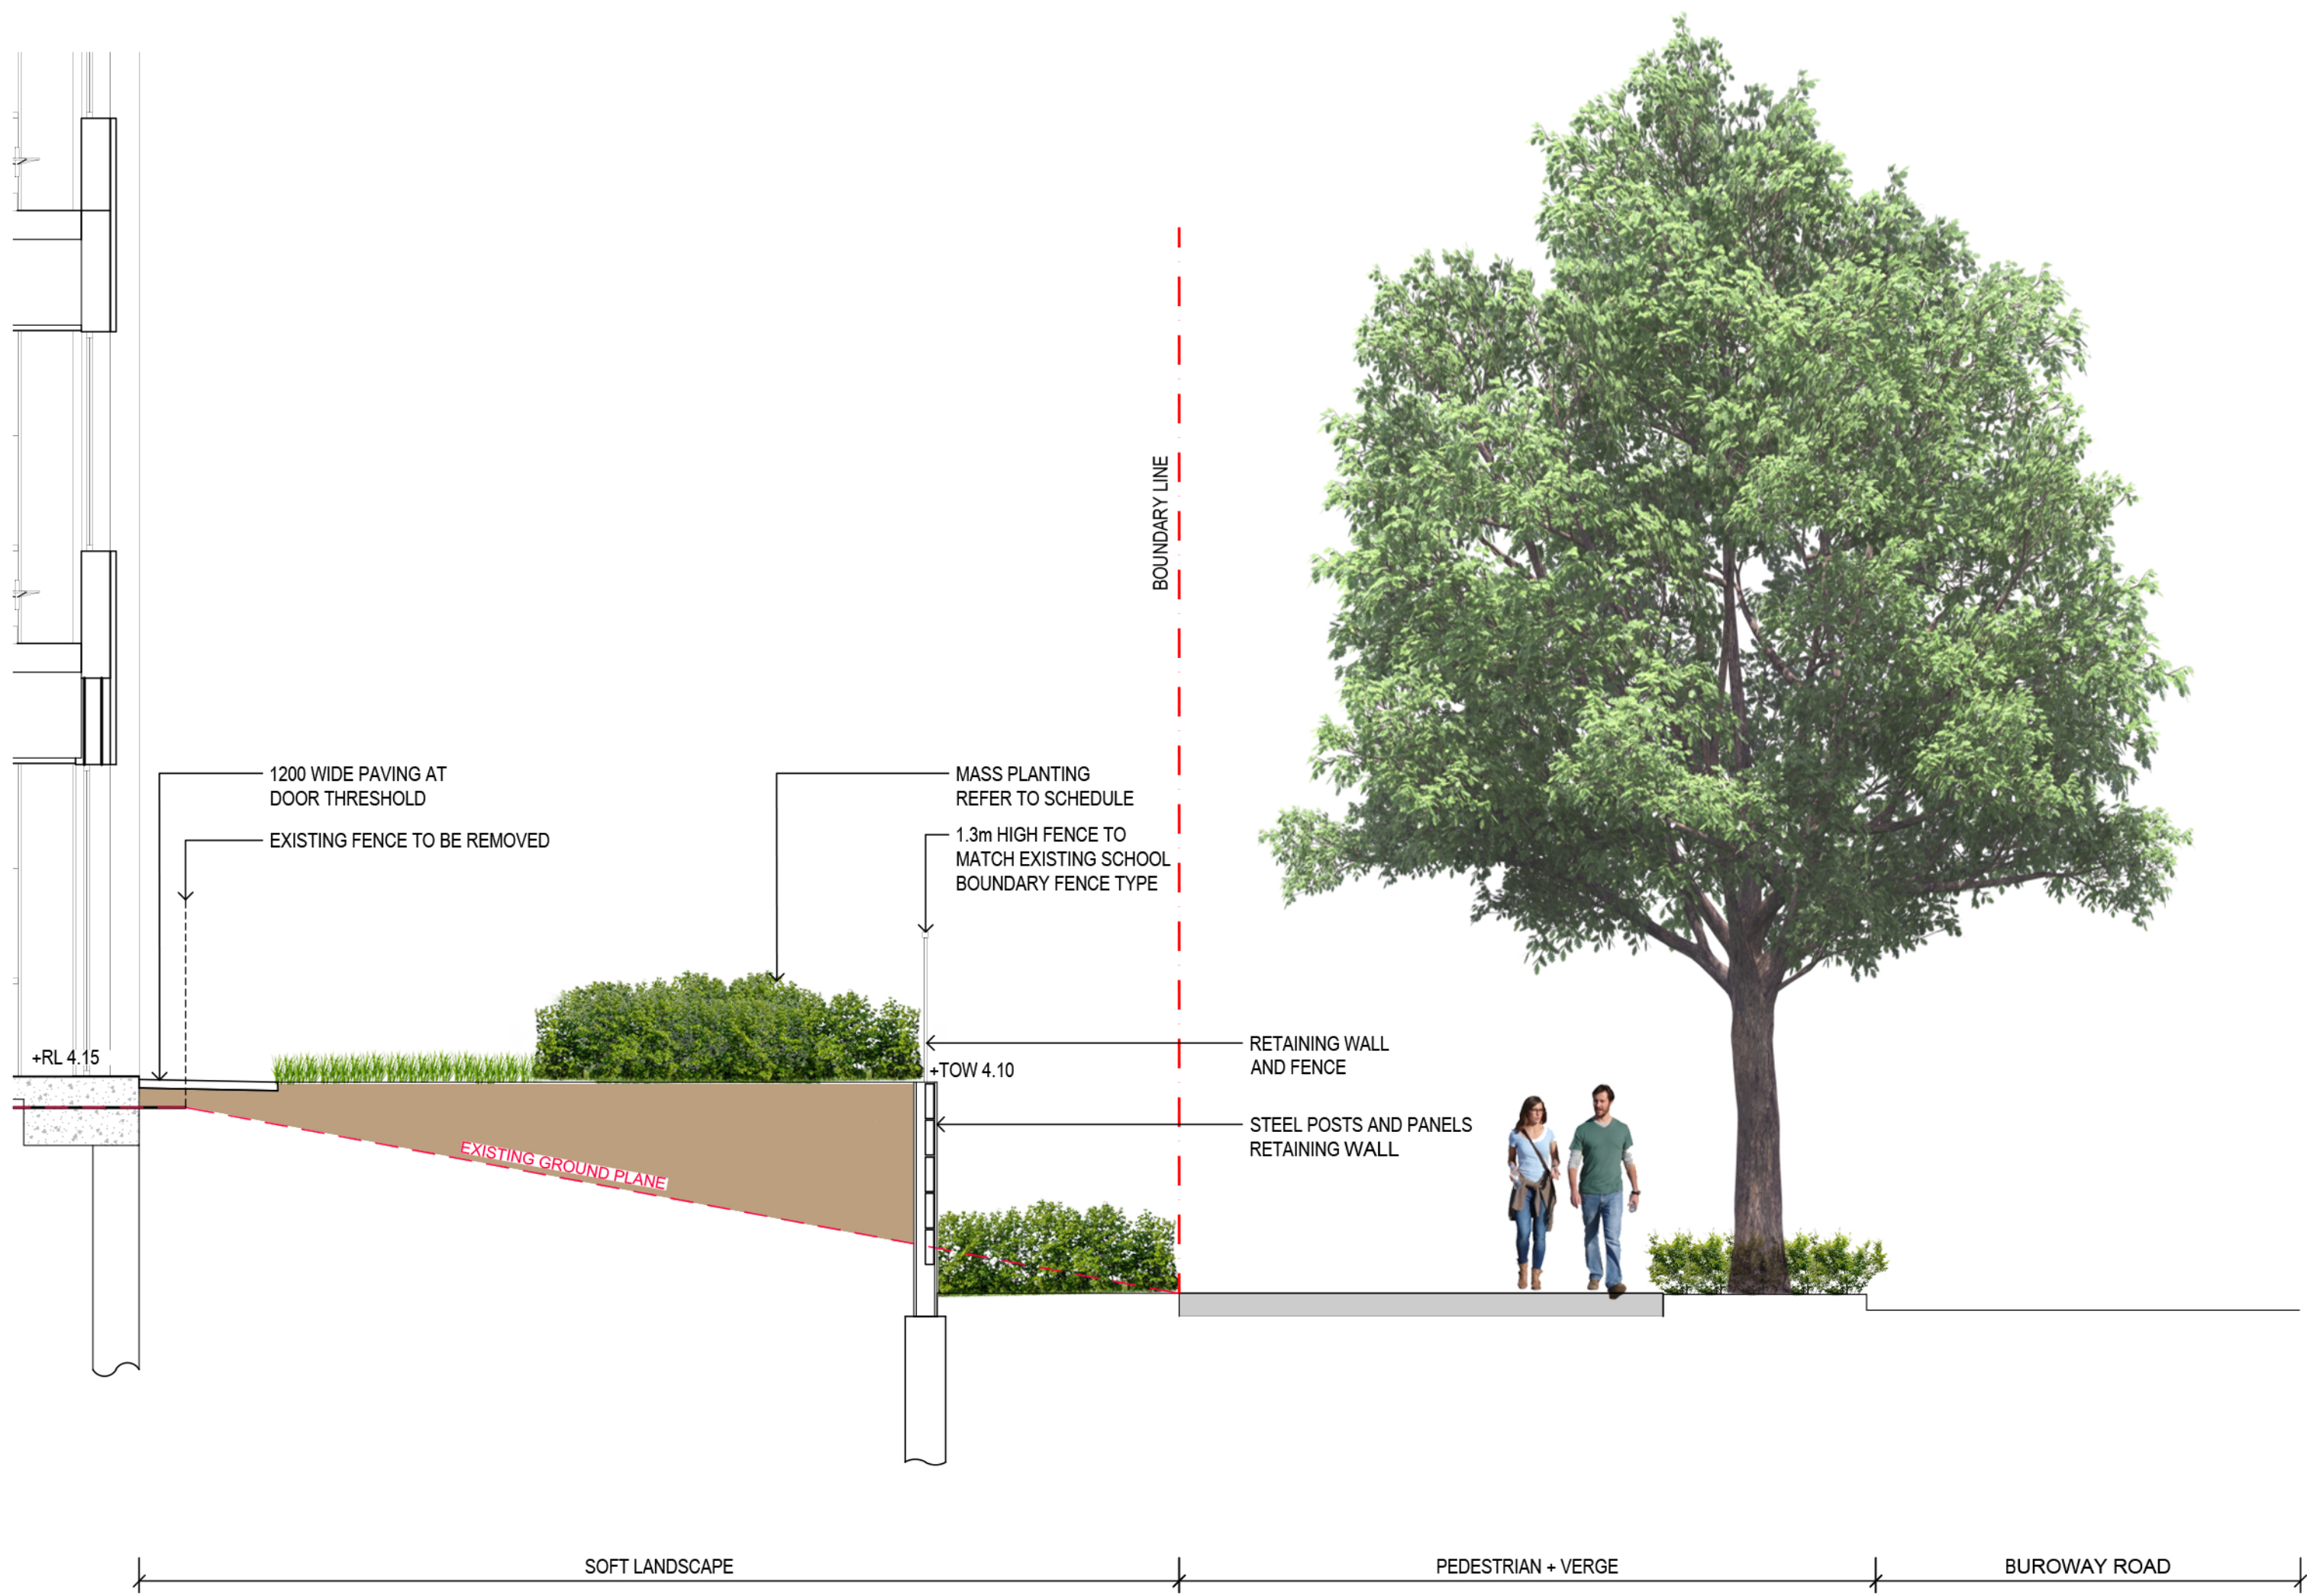 BOUNDARY LINE
1200 WIDE PAVING AT
DOOR THRESHOLD
EXISTING FENCE TO BE REMOVED
MASS PLANTING
REFER TO SCHEDULE
1.3m HIGH FENCE TO
MATCH EXISTING SCHOOL
BOUNDARY FENCE TYPE
+RL 4.15
+TOW 4.10
RETAINING WALL
AND FENCE
STEEL POSTS AND PANELS
RETAINING WALL
EXISTING GROUND PLANE
SOFT LANDSCAPE
PEDESTRIAN + VERGE
BUROWAY ROAD